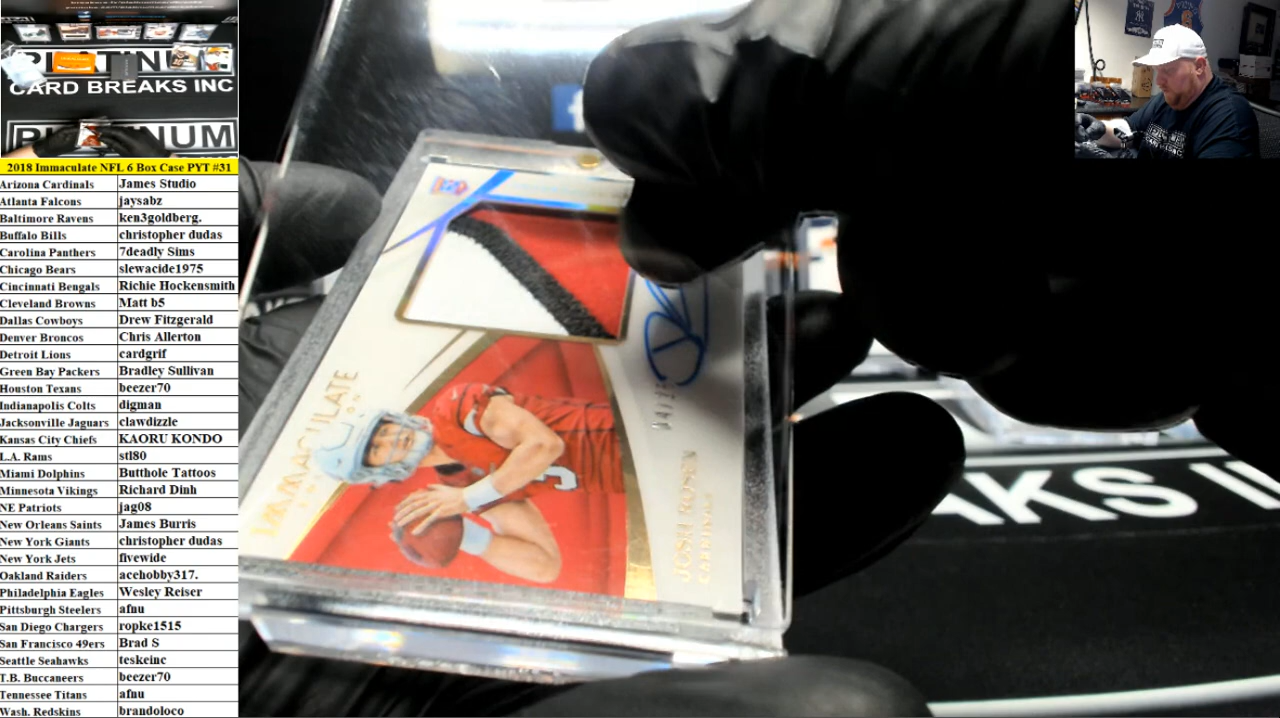 PLATINUM
CARD BREAKS INC
PLATINUM
2018 Immaculate NFL 6 Box Case PYT #31
Arizona Cardinals James Studio
Atlanta Falcons jaysabz
Baltimore Ravens ken3goldberg.
Buffalo Bills christopher dudas
Carolina Panthers 7deadly Sims
Chicago Bears slewacide1975
Cincinnati Bengals Richie Hockensmith
Cleveland Browns Matt b5
Dallas Cowboys Drew Fitzgerald
Denver Broncos Chris Allerton
Detroit Lions cardgrif
Green Bay Packers Bradley Sullivan
Houston Texans beezer70
Indianapolis Colts digman
Jacksonville Jaguars clawdizzle
Kansas City Chiefs KAORU KONDO
L.A. Rams stl80
Miami Dolphins Butthole Tattoos
Minnesota Vikings Richard Dinh
NE Patriots jag08
New Orleans Saints James Burris
New York Giants christopher dudas
New York Jets fivewide
Oakland Raiders acehobby317.
Philadelphia Eagles Wesley Reiser
Pittsburgh Steelers afnu
San Diego Chargers ropke1515
San Francisco 49ers Brad S
Seattle Seahawks teskeinc
T.B. Buccaneers beezer70
Tennessee Titans afnu
Wash. Redskins brandoloco
IMMACULATE
JOSH ROSEN
CARDINALS
AKS I